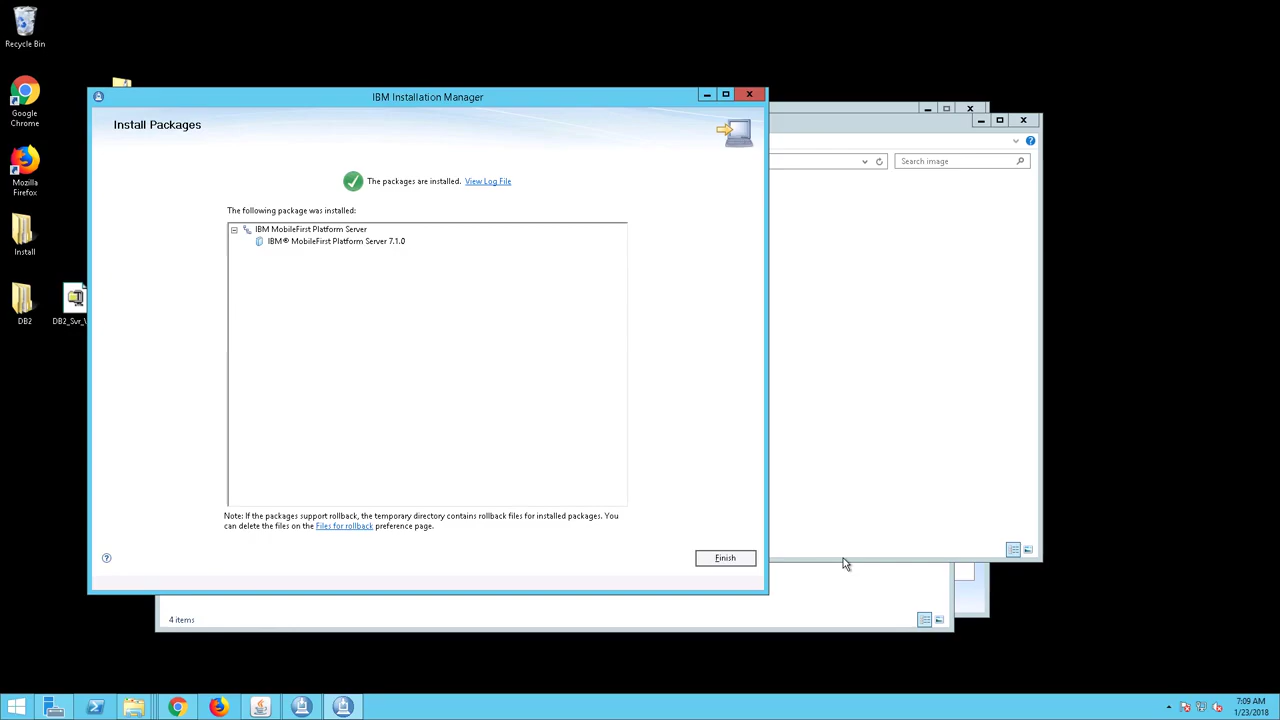 Recycle Bin
Google
Chrome
Mozilla
Firefox
Install
DB2
DB2_Svr_
IBM Installation Manager
Install Packages
The packages are installed. View Log File
The following package was installed:
IBM MobileFirst Platform Server
IBM® MobileFirst Platform Server 7.1.0
Note: If the packages support rollback, the temporary directory contains rollback files for installed packages. You
can delete the files on the Files for rollback preference page.
Finish
Search image
4 items
7:09 AM
1/23/2018